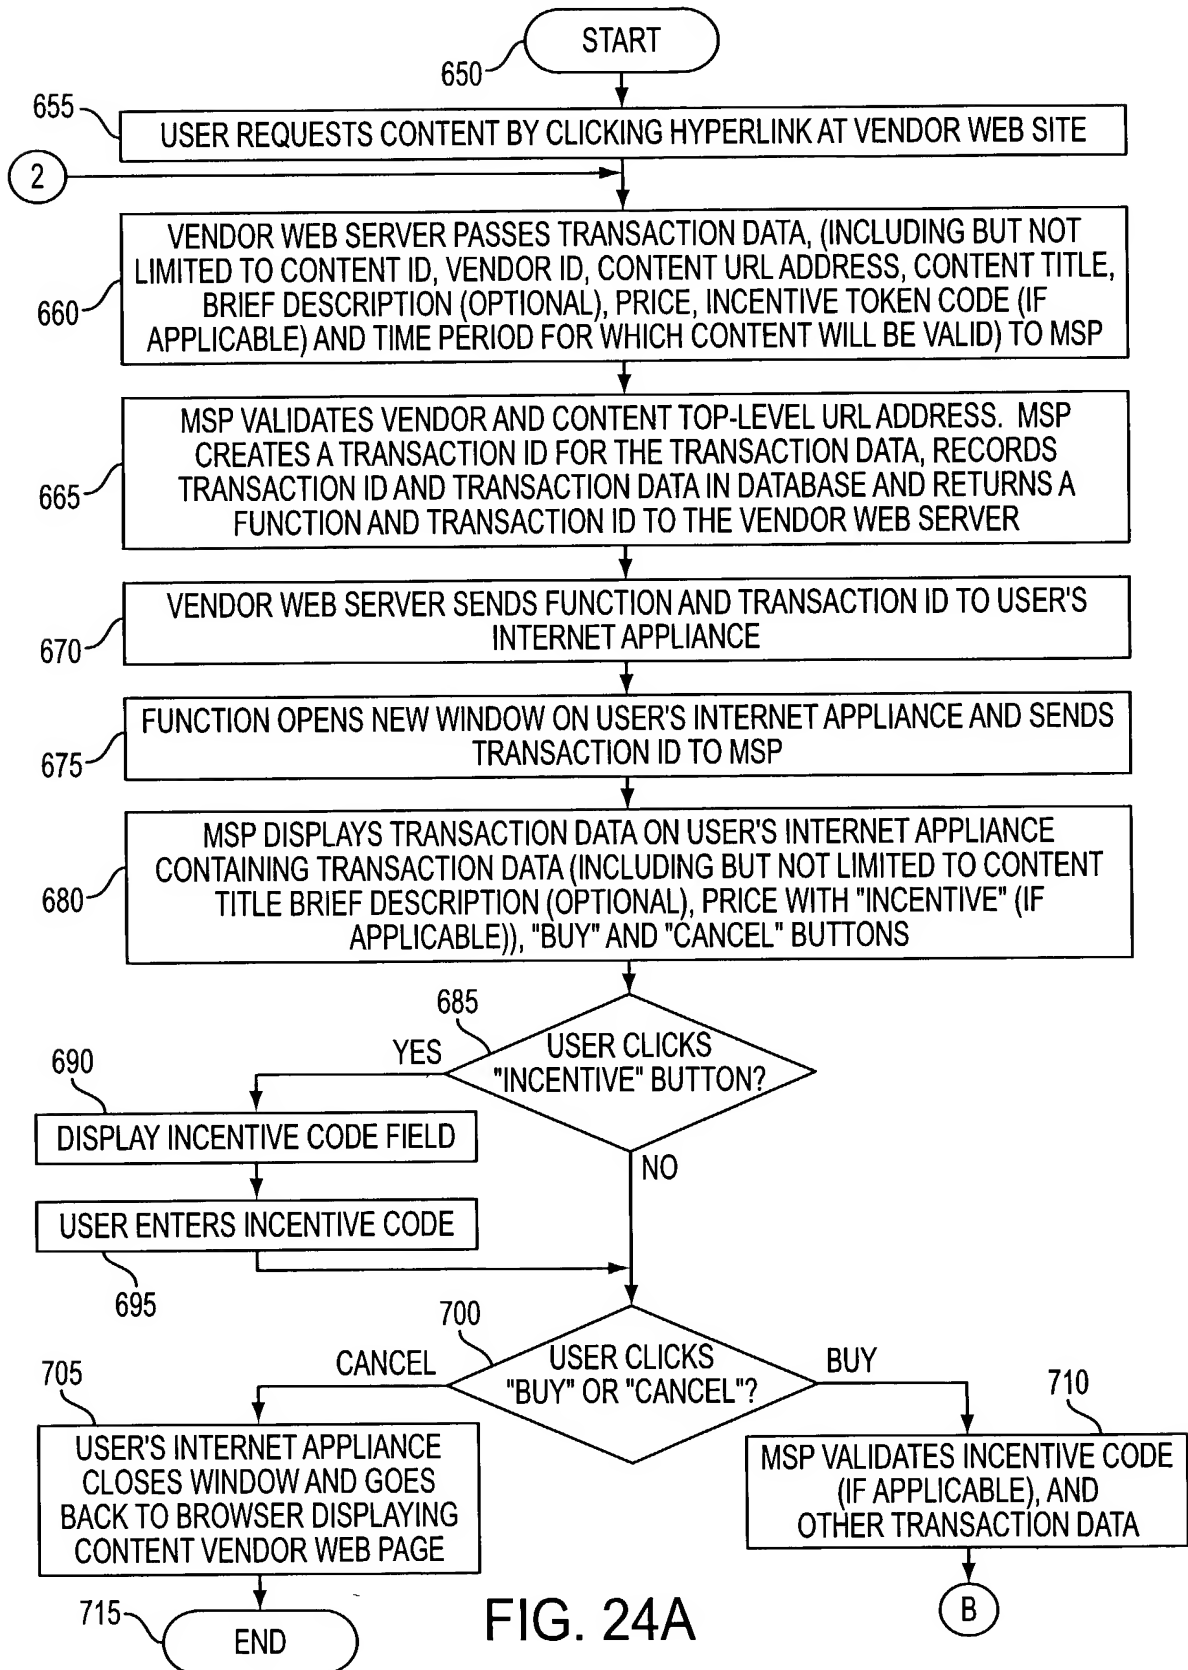 START
650
655
USER REQUESTS CONTENT BY CLICKING HYPERLINK AT VENDOR WEB SITE
2
VENDOR WEB SERVER PASSES TRANSACTION DATA, (INCLUDING BUT NOT
LIMITED TO CONTENT ID, VENDOR ID, CONTENT URL ADDRESS, CONTENT TITLE,
BRIEF DESCRIPTION (OPTIONAL), PRICE, INCENTIVE TOKEN CODE (IF
APPLICABLE) AND TIME PERIOD FOR WHICH CONTENT WILL BE VALID) TO MSP
660
MSP VALIDATES VENDOR AND CONTENT TOP-LEVEL URL ADDRESS. MSP
CREATES A TRANSACTION ID FOR THE TRANSACTION DATA, RECORDS
TRANSACTION ID AND TRANSACTION DATA IN DATABASE AND RETURNS A
FUNCTION AND TRANSACTION ID TO THE VENDOR WEB SERVER
665
VENDOR WEB SERVER SENDS FUNCTION AND TRANSACTION ID TO USER'S
INTERNET APPLIANCE
670
FUNCTION OPENS NEW WINDOW ON USER'S INTERNET APPLIANCE AND SENDS
TRANSACTION ID TO MSP
675
MSP DISPLAYS TRANSACTION DATA ON USER'S INTERNET APPLIANCE
CONTAINING TRANSACTION DATA (INCLUDING BUT NOT LIMITED TO CONTENT
TITLE BRIEF DESCRIPTION (OPTIONAL), PRICE WITH "INCENTIVE" (IF
APPLICABLE)), "BUY" AND "CANCEL" BUTTONS
680
685
USER CLICKS
"INCENTIVE" BUTTON?
YES
NO
690
DISPLAY INCENTIVE CODE FIELD
USER ENTERS INCENTIVE CODE
695
700
USER CLICKS
"BUY" OR "CANCEL"?
CANCEL
BUY
705
USER'S INTERNET APPLIANCE
CLOSES WINDOW AND GOES
BACK TO BROWSER DISPLAYING
CONTENT VENDOR WEB PAGE
710
MSP VALIDATES INCENTIVE CODE
(IF APPLICABLE), AND
OTHER TRANSACTION DATA
715
END
B
FIG. 24A